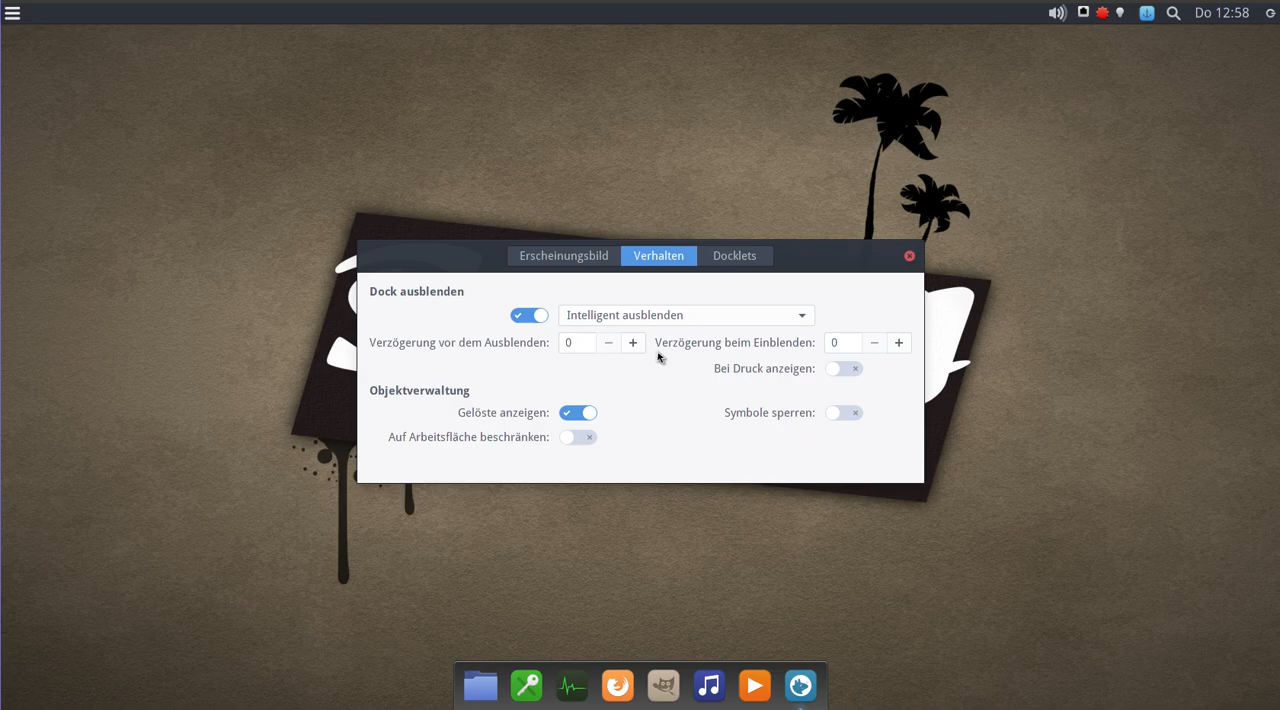 Do 12:58
Erscheinungsbild Verhalten Docklets
Dock ausblenden
Intelligent ausblenden
Verzögerung vor dem Ausblenden: 0 − + Verzögerung beim Einblenden: 0 − +
Bei Druck anzeigen:
Objektverwaltung
Gelöste anzeigen: Symbole sperren:
Auf Arbeitsfläche beschränken: